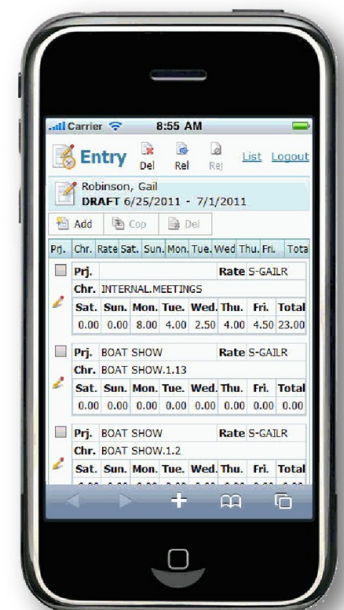 Carrier 8:55 AM
Entry Del Rel Rej List Logout
Robinson, Gail
DRAFT 6/25/2011 - 7/1/2011
Add Cop Del
Prj. Chr. Rate Sat. Sun. Mon. Tue. Wed Thu. Fri. Tota
Prj. Rate S-GAILR
Chr. INTERNAL.MEETINGS
Sat. Sun. Mon. Tue. Wed. Thu. Fri. Total
0.00 0.00 8.00 4.00 2.50 4.00 4.50 23.00
Prj. BOAT SHOW Rate S-GAILR
Chr. BOAT SHOW.1.13
Sat. Sun. Mon. Tue. Wed. Thu. Fri. Total
0.00 0.00 0.00 0.00 0.00 0.00 0.00 0.00
Prj. BOAT SHOW Rate S-GAILR
Chr. BOAT SHOW.1.2
Sat. Sun. Mon. Tue. Wed. Thu. Fri. Total